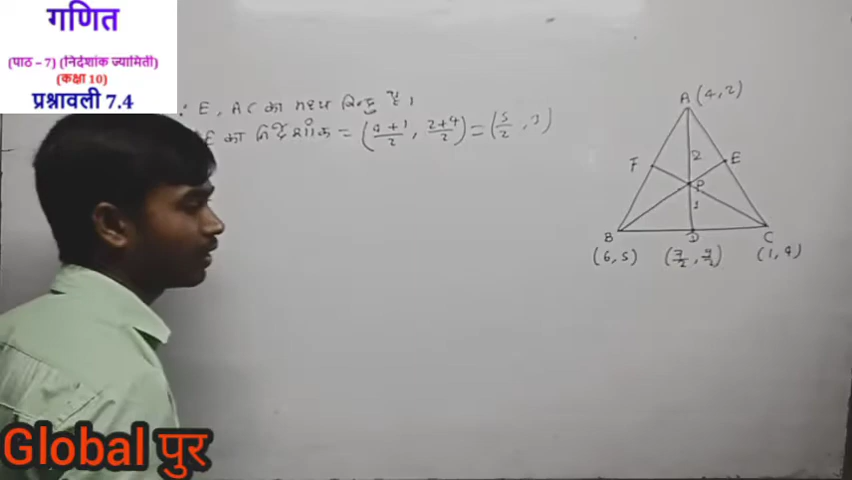 गणित
(पाठ – 7) (निर्देशांक ज्यामिती)
(कक्षा 10)
प्रश्नावली 7.4
∵ E, AC का मध्य बिन्दु है।
E का निर्देशांक = (4+1/2, 2+4/2) = (5/2, 3)
A (4,2)
F
2
E
P
1
B
D
C
(6,5)
(7/2, 9/2)
(1,4)
Global पुर